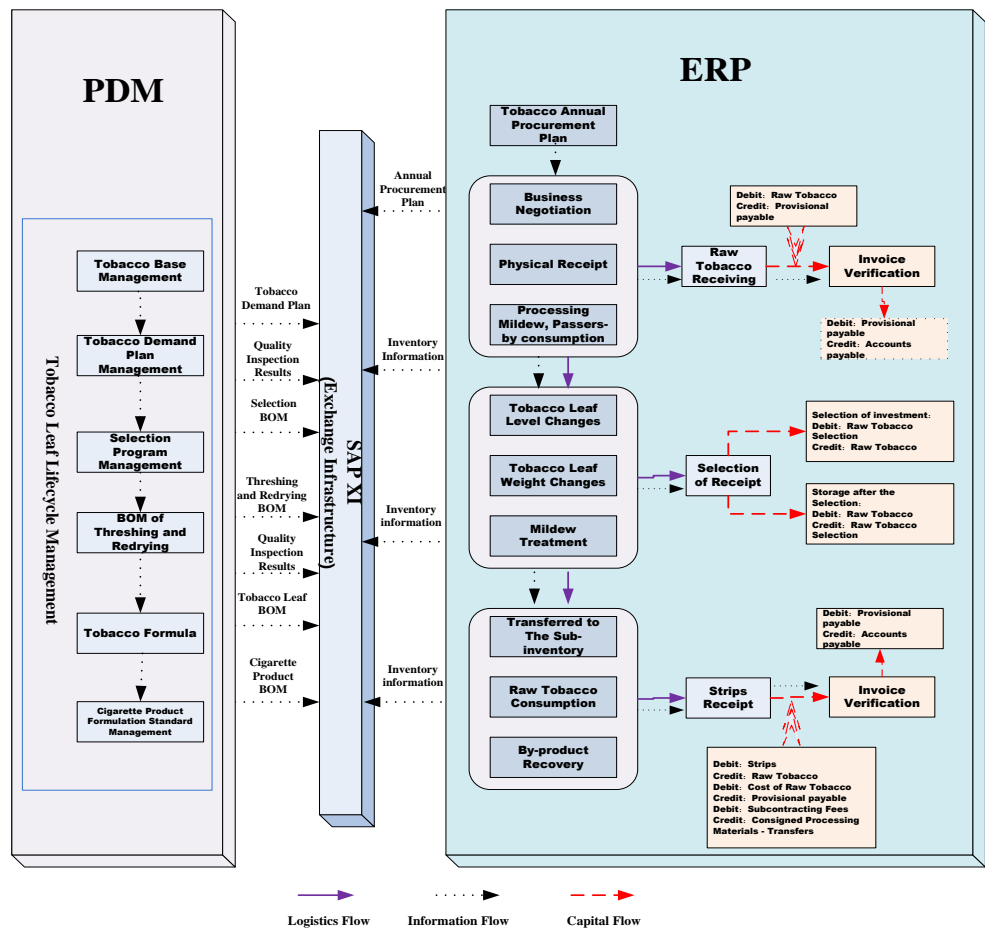 PDM
Tobacco Leaf Lifecycle Management
Tobacco Base
Management
Tobacco Demand
Plan
Management
Selection
Program
Management
BOM of
Threshing and
Redrying
Tobacco Formula
Cigarette Product
Formulation Standard
Management
Tobacco
Demand Plan
Quality
Inspection
Results
Selection
BOM
Threshing
and Redrying
BOM
Quality
Inspection
Results
Tobacco Leaf
BOM
Cigarette
Product
BOM
SAP XI
(Exchange Infrastructure)
Annual
Procurement
Plan
Inventory
Information
Inventory
information
Inventory
information
ERP
Tobacco Annual
Procurement
Plan
Business
Negotiation
Physical Receipt
Processing
Mildew, Passers-
by consumption
Raw
Tobacco
Receiving
Debit: Raw Tobacco
Credit: Provisional
payable
Invoice
Verification
Debit: Provisional
payable
Credit: Accounts
payable
Tobacco Leaf
Level Changes
Tobacco Leaf
Weight Changes
Mildew
Treatment
Selection
of Receipt
Selection of investment:
Debit: Raw Tobacco
Selection
Credit: Raw Tobacco
Storage after the
Selection:
Debit: Raw Tobacco
Credit: Raw Tobacco
Selection
Transferred to
The Sub-
inventory
Raw Tobacco
Consumption
By-product
Recovery
Strips
Receipt
Debit: Provisional
payable
Credit: Accounts
payable
Invoice
Verification
Debit: Strips
Credit: Raw Tobacco
Debit: Cost of Raw Tobacco
Credit: Provisional payable
Debit: Subcontracting Fees
Credit: Consigned Processing
Materials - Transfers
Logistics Flow
Information Flow
Capital Flow